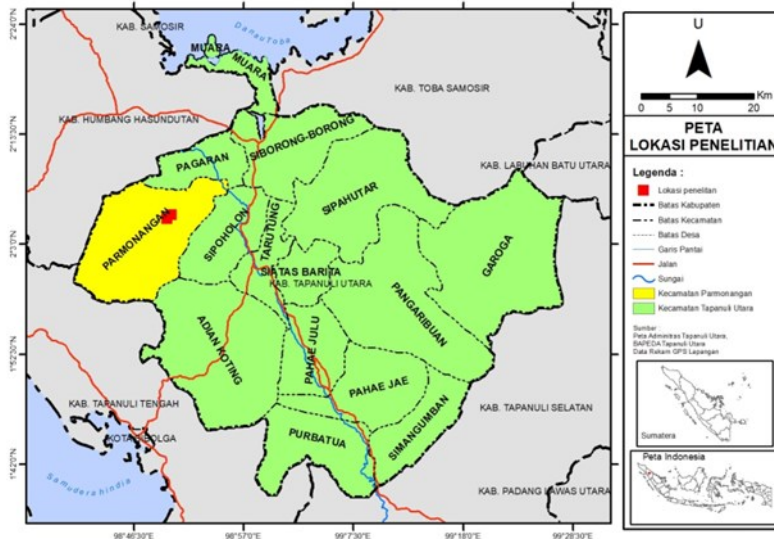 2°24'0"N
2°13'30"N
2°3'0"N
1°52'30"N
1°42'0"N
KAB. SAMOSIR
Danau Toba
MUARA
MUARA
KAB. TOBA SAMOSIR
KAB. HUMBANG HASUNDUTAN
SIBORONG-BORONG
PAGARAN
KAB. LABUHAN BATU UTARA
SIPAHUTAR
PARMONANGAN
SIPOHOLON
TARUTUNG
GAROGA
SIATAS BARITA
KAB. TAPANULI UTARA
PANGARIBUAN
ADIAN KOTING
PAHAE JULU
PAHAE JAE
KAB. TAPANULI TENGAH
KAB. TAPANULI SELATAN
SIMANGUMBAN
PURBATUA
Samudera hindia
KAB. PADANG LAWAS UTARA
98°46'30"E
98°57'0"E
99°7'30"E
99°18'0"E
99°28'30"E
U
Km
0 5 10 20
PETA
LOKASI PENELITIAN
Legenda :
Lokasi penelitan
Batas Kabupaten
Batas Kecamatan
Batas Desa
Garis Pantai
Jalan
Sungai
Kecamatan Parmonangan
Kecamatan Tapanuli Utara
Sumber :
Peta Adminitras Tapanuli Utara,
BAPEDA Tapanuli Utara
Data Rekam GPS Lapangan
Sumatera
Peta Indonesia